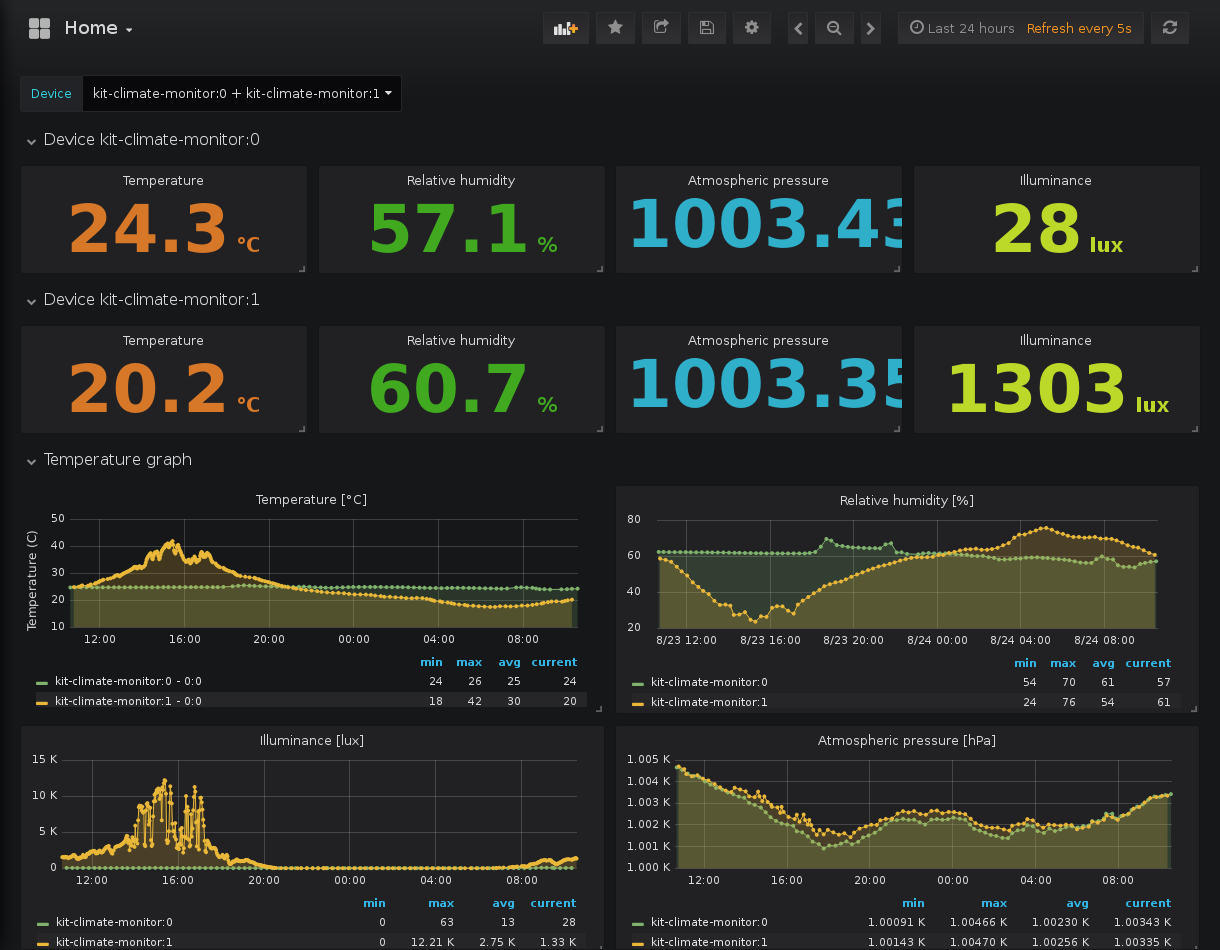 Home
Last 24 hours Refresh every 5s
Device kit-climate-monitor:0 + kit-climate-monitor:1
Device kit-climate-monitor:0
Temperature Relative humidity Atmospheric pressure Illuminance
24.3 °C 57.1 % 1003.43 28 lux
Device kit-climate-monitor:1
Temperature Relative humidity Atmospheric pressure Illuminance
20.2 °C 60.7 % 1003.35 1303 lux
Temperature graph
Temperature [°C]
Temperature (C)
50
40
30
20
10
12:00 16:00 20:00 00:00 04:00 08:00
min max avg current
kit-climate-monitor:0 - 0:0 24 26 25 24
kit-climate-monitor:1 - 0:0 18 42 30 20
Relative humidity [%]
80
60
40
20
8/23 12:00 8/23 16:00 8/23 20:00 8/24 00:00 8/24 04:00 8/24 08:00
min max avg current
kit-climate-monitor:0 54 70 61 57
kit-climate-monitor:1 24 76 54 61
Illuminance [lux]
15 K
10 K
5 K
0
12:00 16:00 20:00 00:00 04:00 08:00
min max avg current
kit-climate-monitor:0 0 63 13 28
kit-climate-monitor:1 0 12.21 K 2.75 K 1.33 K
Atmospheric pressure [hPa]
1.005 K
1.004 K
1.003 K
1.002 K
1.001 K
1.000 K
12:00 16:00 20:00 00:00 04:00 08:00
min max avg current
kit-climate-monitor:0 1.00091 K 1.00466 K 1.00230 K 1.00343 K
kit-climate-monitor:1 1.00143 K 1.00470 K 1.00256 K 1.00335 K